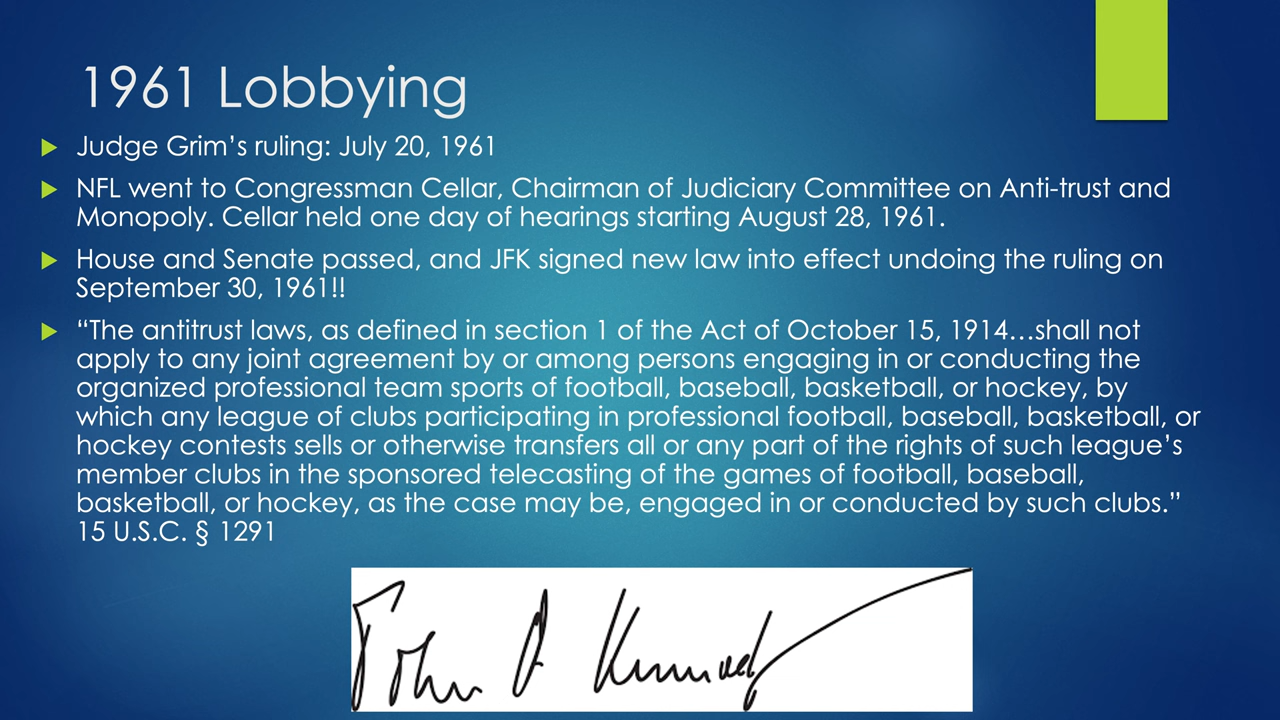 1961 Lobbying
Judge Grim’s ruling: July 20, 1961
NFL went to Congressman Cellar, Chairman of Judiciary Committee on Anti-trust and
Monopoly. Cellar held one day of hearings starting August 28, 1961.
House and Senate passed, and JFK signed new law into effect undoing the ruling on
September 30, 1961!!
“The antitrust laws, as defined in section 1 of the Act of October 15, 1914…shall not
apply to any joint agreement by or among persons engaging in or conducting the
organized professional team sports of football, baseball, basketball, or hockey, by
which any league of clubs participating in professional football, baseball, basketball, or
hockey contests sells or otherwise transfers all or any part of the rights of such league’s
member clubs in the sponsored telecasting of the games of football, baseball,
basketball, or hockey, as the case may be, engaged in or conducted by such clubs.”
15 U.S.C. § 1291
John F Kennedy